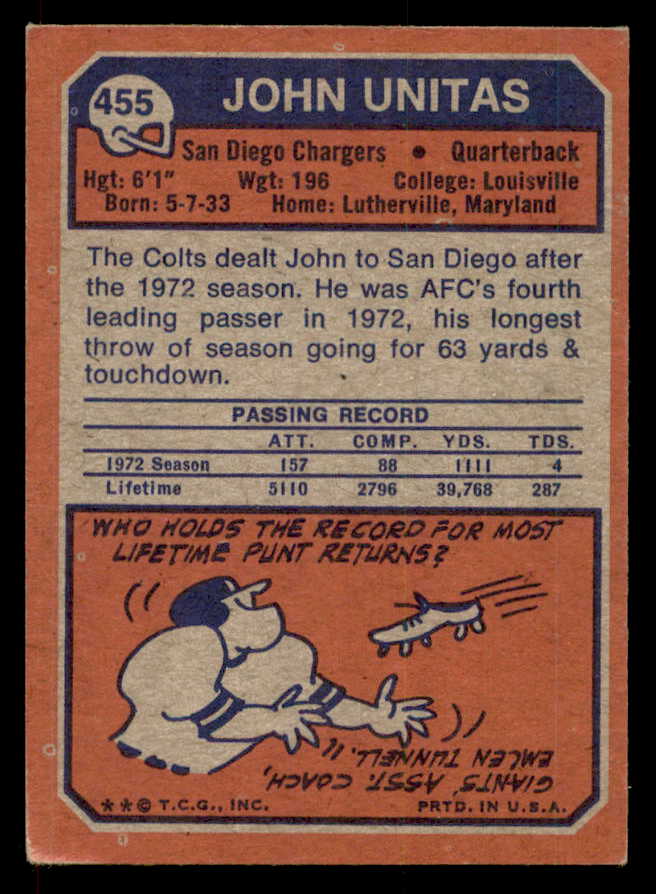 455
JOHN UNITAS
San Diego Chargers • Quarterback
Hgt: 6'1" Wgt: 196 College: Louisville
Born: 5-7-33 Home: Lutherville, Maryland
The Colts dealt John to San Diego after
the 1972 season. He was AFC's fourth
leading passer in 1972, his longest
throw of season going for 63 yards &
touchdown.
PASSING RECORD
ATT. COMP. YDS. TDS.
1972 Season 157 88 1111 4
Lifetime 5110 2796 39,768 287
WHO HOLDS THE RECORD FOR MOST
LIFETIME PUNT RETURNS?
GIANTS' ASST. COACH,
EMLEN TUNNELL.
**© T.C.G., INC. PRTD. IN U.S.A.